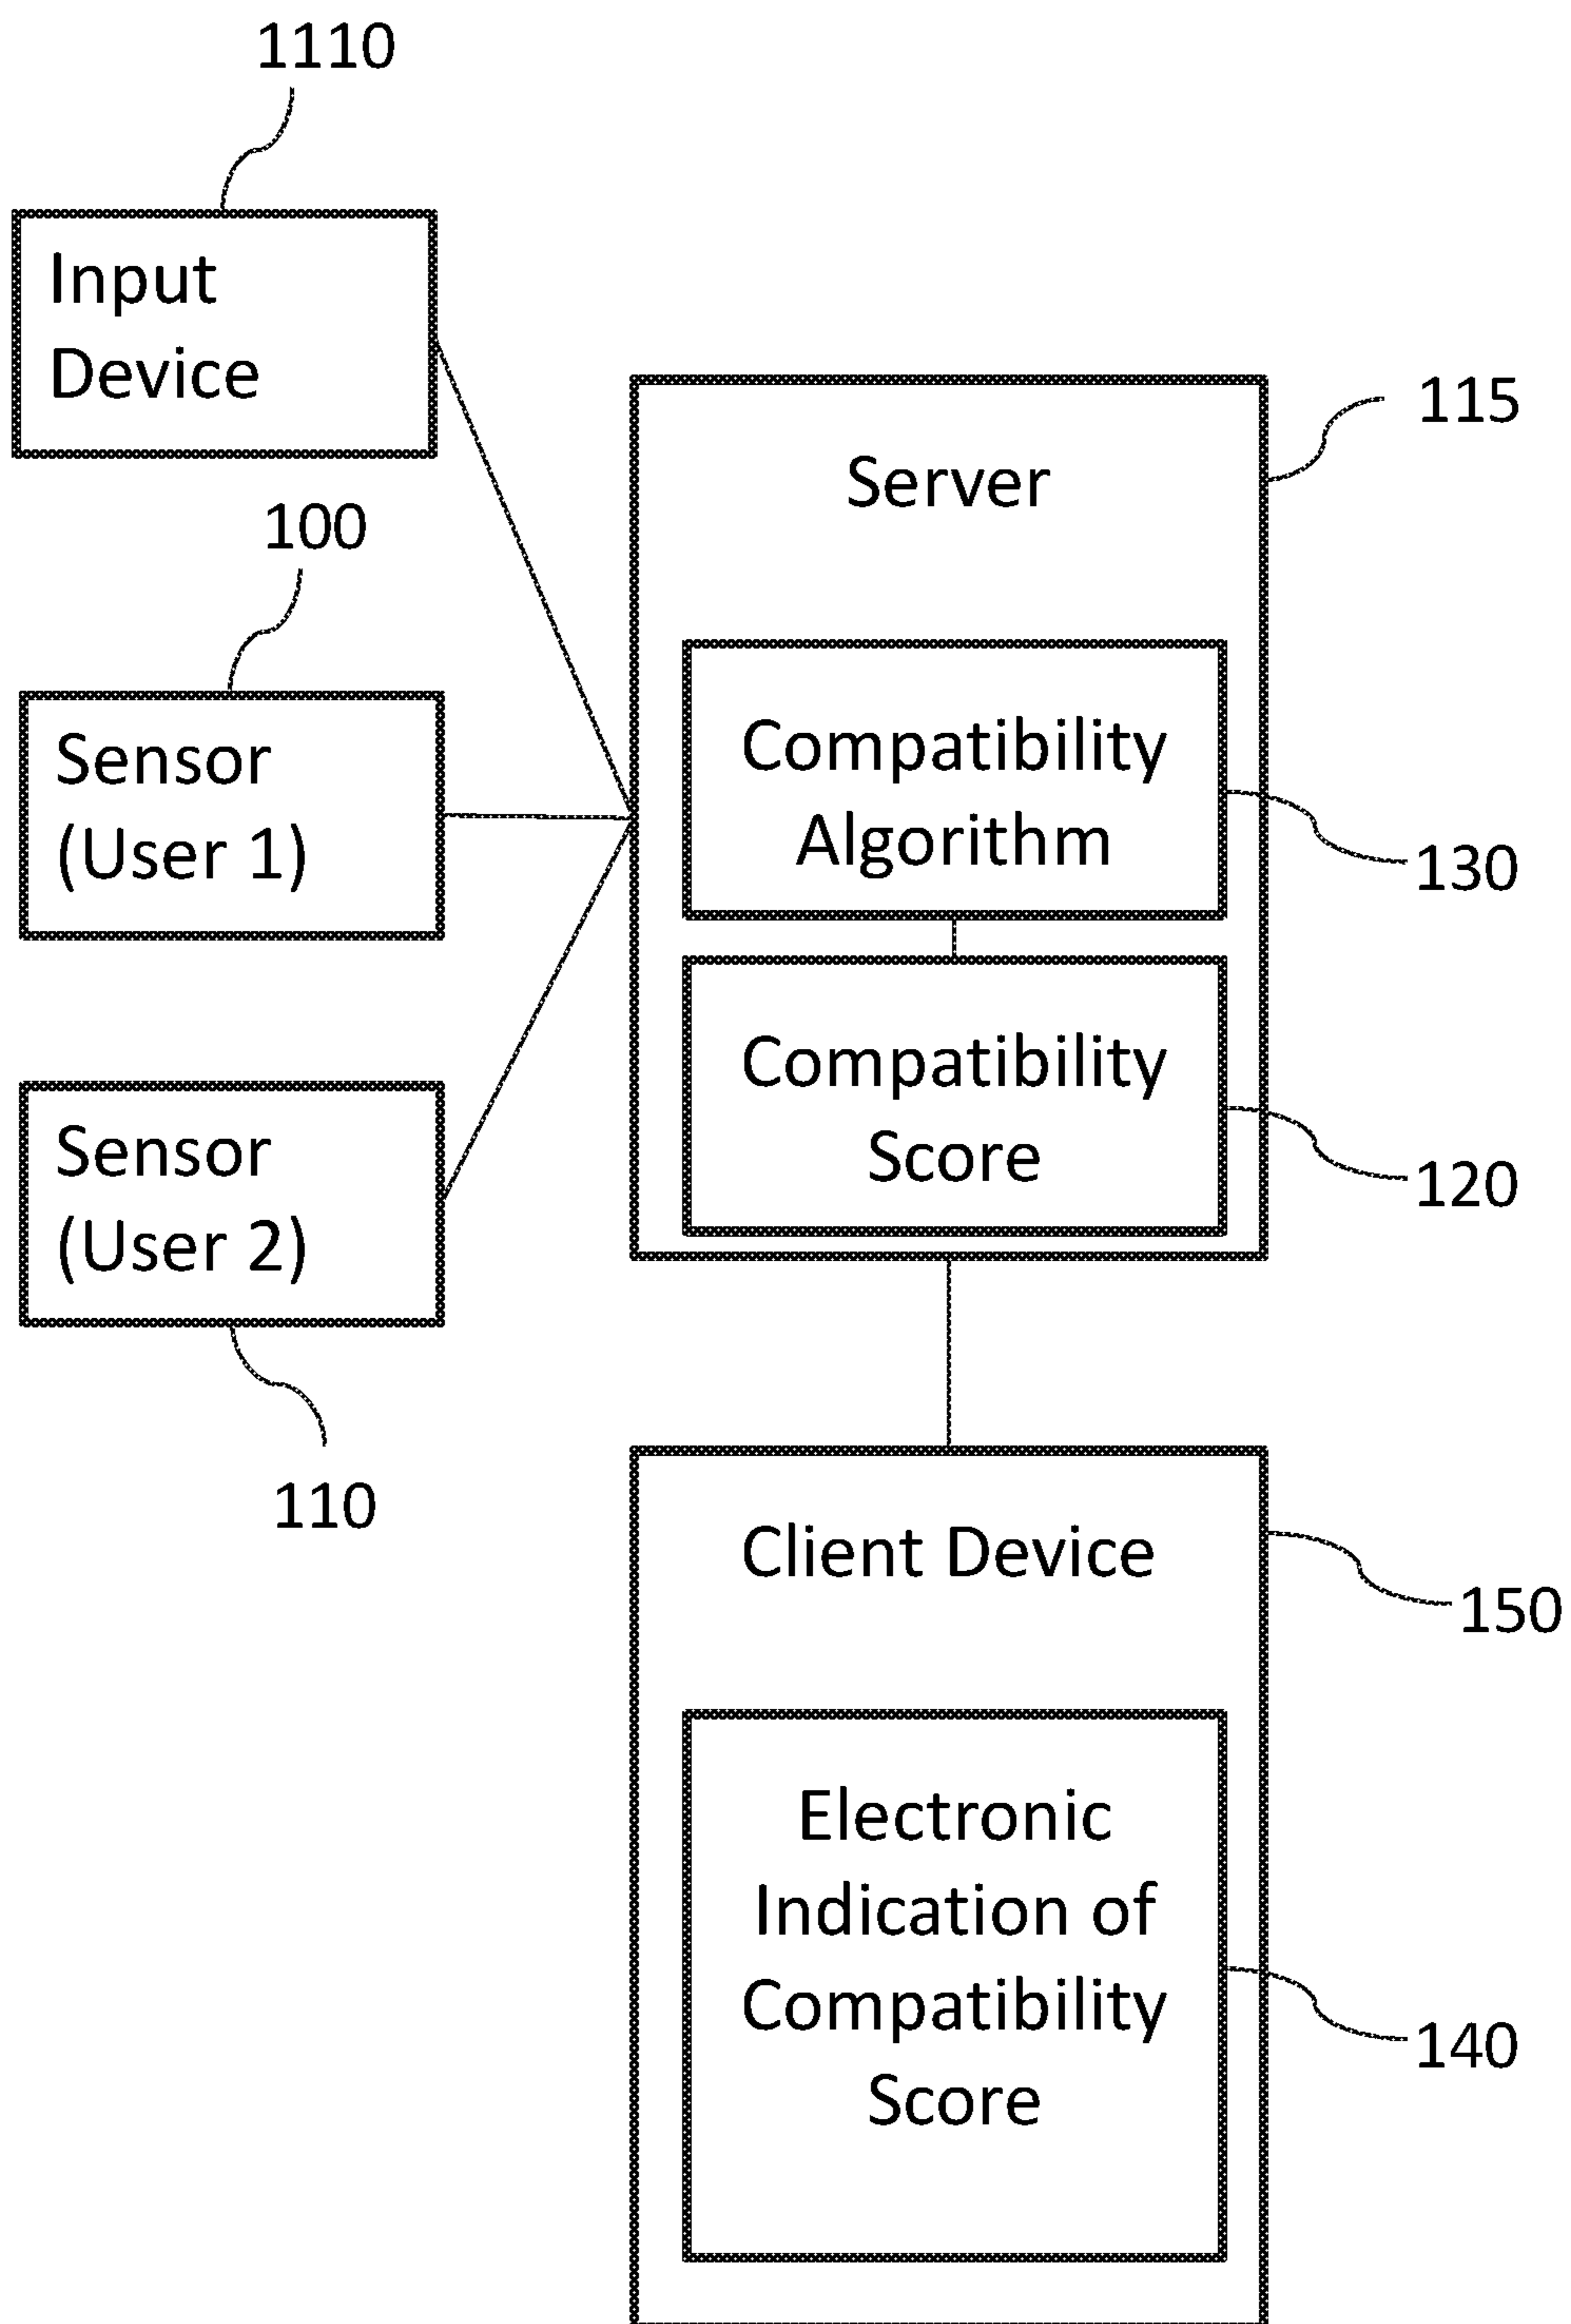 1110
Input
Device
115
Server
100
Sensor
(User 1)
Compatibility
Algorithm
130
Compatibility
Score
120
Sensor
(User 2)
110
Client Device
150
Electronic
Indication of
Compatibility
Score
140